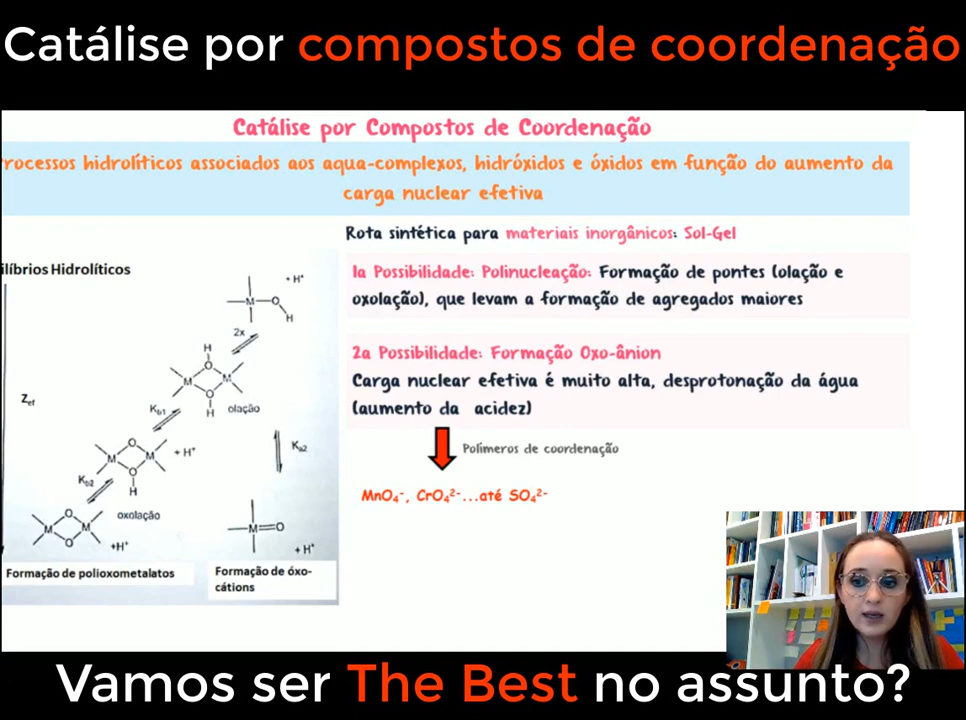 Catálise por compostos de coordenação
Catálise por Compostos de Coordenação
rocessos hidrolíticos associados aos aqua-complexos, hidróxidos e óxidos em função do aumento da
carga nuclear efetiva
Rota sintética para materiais inorgânicos: Sol-Gel
ilíbrios Hidrolíticos
+ H⁺
M
O
H
2x
H
O
M
M
O
H
olação
Zef
Kb1
O
M
M
O
H
+ H⁺
Ka2
Kb2
O
M
M
O
oxolação
+H⁺
M=O
+ H⁺
Formação de polioxometalatos
Formação de óxo-
cátions
1a Possibilidade: Polinucleação: Formação de pontes (olação e
oxolação), que levam a formação de agregados maiores
2a Possibilidade: Formação Oxo-ânion
Carga nuclear efetiva é muito alta, desprotonação da água
(aumento da acidez)
Polímeros de coordenação
MnO₄⁻, CrO₄²⁻...até SO₄²⁻
Vamos ser The Best no assunto?